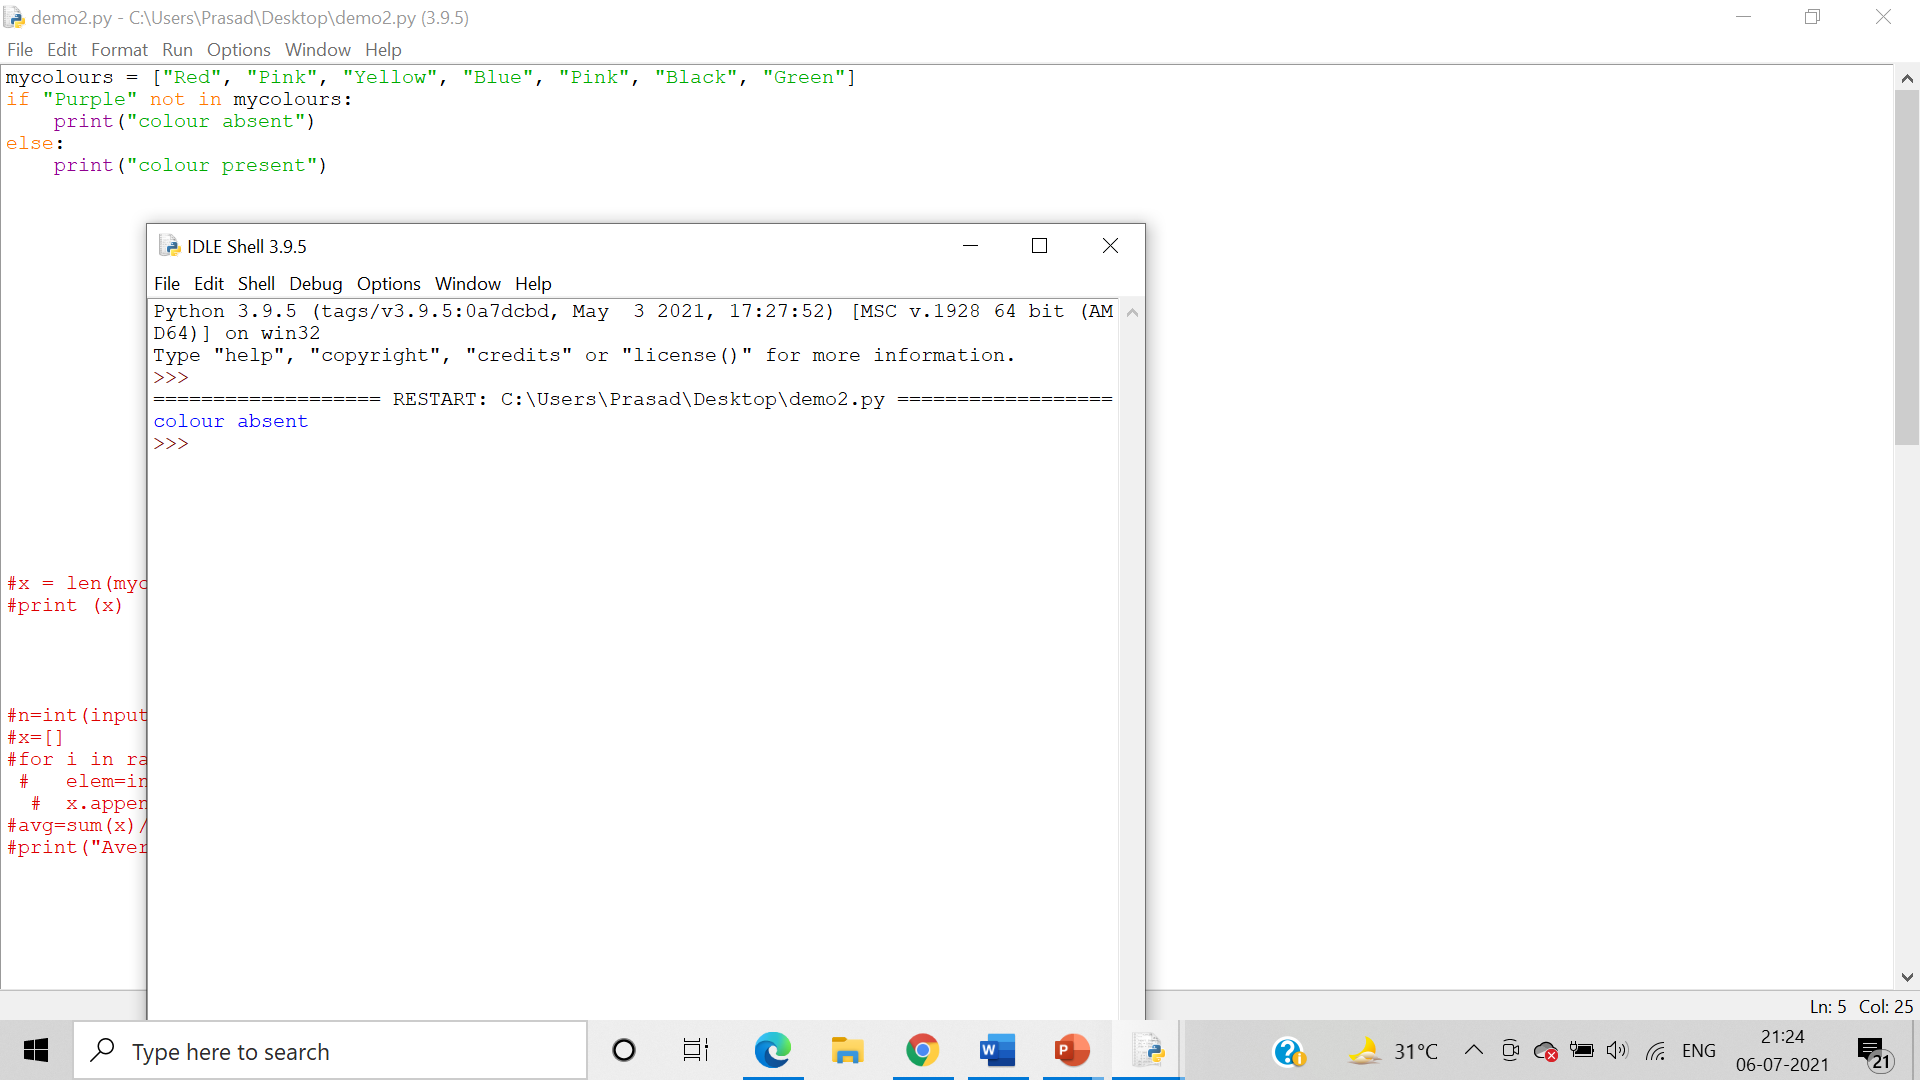 demo2.py - C:\Users\Prasad\Desktop\demo2.py (3.9.5)
File Edit Format Run Options Window Help
mycolours = ["Red", "Pink", "Yellow", "Blue", "Pink", "Black", "Green"]
if "Purple" not in mycolours:
    print("colour absent")
else:
    print("colour present")
IDLE Shell 3.9.5
File Edit Shell Debug Options Window Help
Python 3.9.5 (tags/v3.9.5:0a7dcbd, May  3 2021, 17:27:52) [MSC v.1928 64 bit (AM
D64)] on win32
Type "help", "copyright", "credits" or "license()" for more information.
>>>
=================== RESTART: C:\Users\Prasad\Desktop\demo2.py ==================
colour absent
>>>
#x = len(myc
#print (x)
#n=int(input
#x=[]
#for i in ra
 #   elem=in
  #  x.appen
#avg=sum(x)/
#print("Aver
Ln: 5 Col: 25
Type here to search
31°C
ENG
21:24
06-07-2021
21